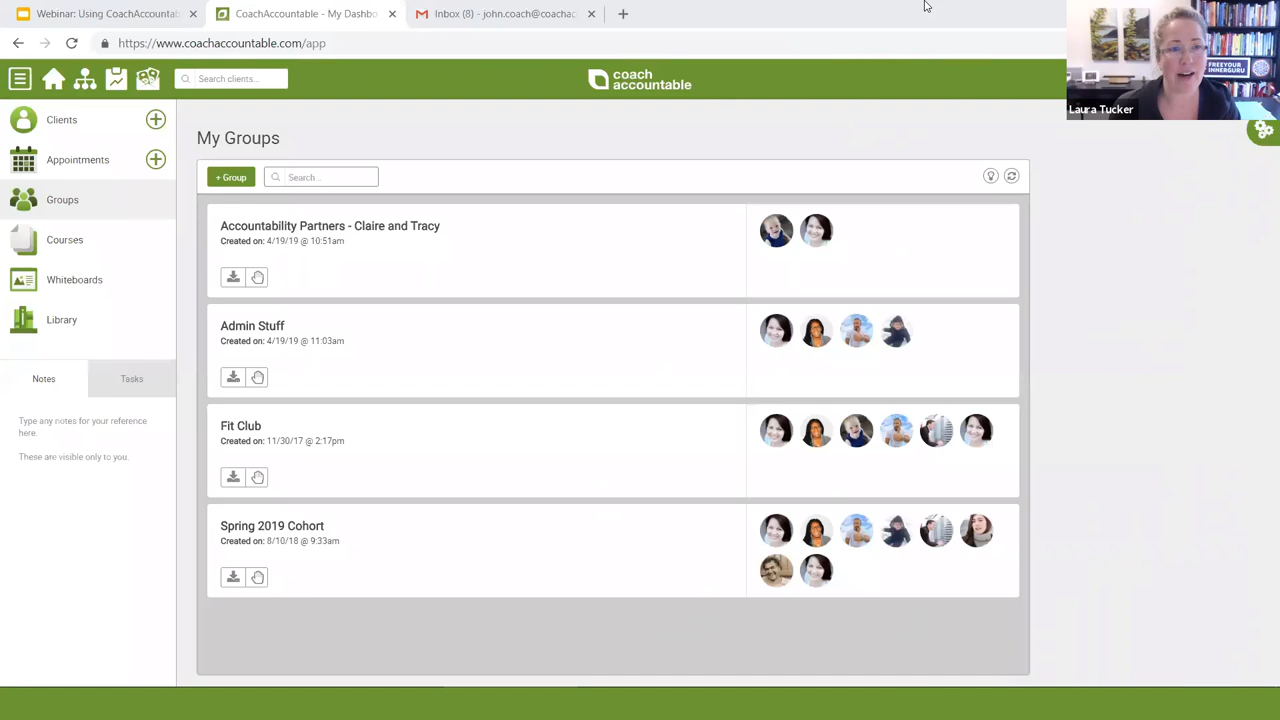 Webinar: Using CoachAccountab
CoachAccountable - My Dashbo
Inbox (8) - john.coach@coachac
https://www.coachaccountable.com/app
Search clients...
coach
accountable
FREEYOUR
INNERGURU
Laura Tucker
Clients
Appointments
Groups
Courses
Whiteboards
Library
Notes
Tasks
Type any notes for your reference
here.
These are visible only to you.
My Groups
+ Group
Search...
Accountability Partners - Claire and Tracy
Created on: 4/19/19 @ 10:51am
Admin Stuff
Created on: 4/19/19 @ 11:03am
Fit Club
Created on: 11/30/17 @ 2:17pm
Spring 2019 Cohort
Created on: 8/10/18 @ 9:33am